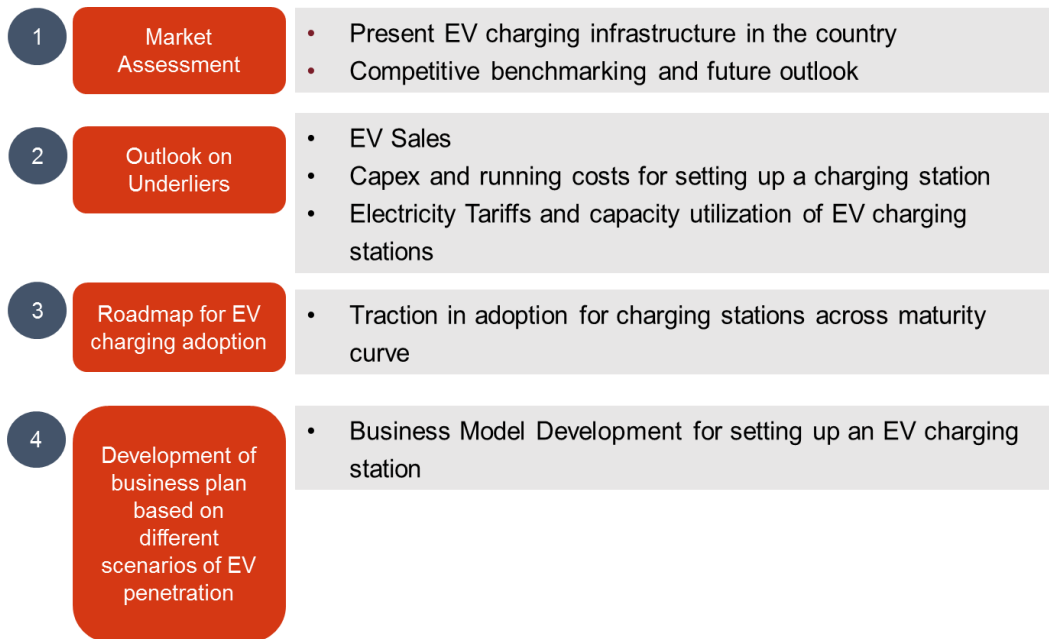 1
Market
Assessment
• Present EV charging infrastructure in the country
• Competitive benchmarking and future outlook
2
Outlook on
Underliers
• EV Sales
• Capex and running costs for setting up a charging station
• Electricity Tariffs and capacity utilization of EV charging
stations
3
Roadmap for EV
charging adoption
• Traction in adoption for charging stations across maturity
curve
4
Development of
business plan
based on
different
scenarios of EV
penetration
• Business Model Development for setting up an EV charging
station